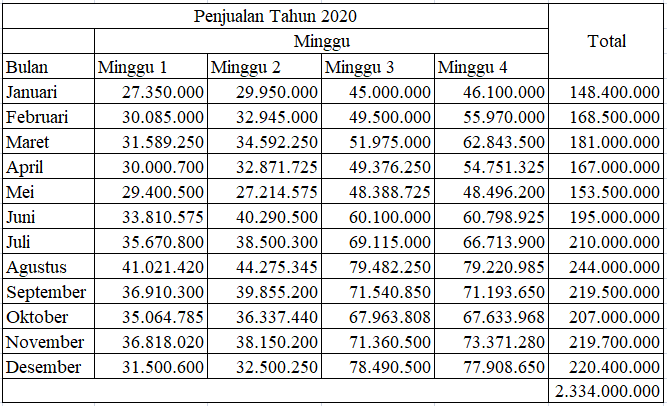 Penjualan Tahun 2020
Minggu Total
Bulan Minggu 1 Minggu 2 Minggu 3 Minggu 4
Januari 27.350.000 29.950.000 45.000.000 46.100.000 148.400.000
Februari 30.085.000 32.945.000 49.500.000 55.970.000 168.500.000
Maret 31.589.250 34.592.250 51.975.000 62.843.500 181.000.000
April 30.000.700 32.871.725 49.376.250 54.751.325 167.000.000
Mei 29.400.500 27.214.575 48.388.725 48.496.200 153.500.000
Juni 33.810.575 40.290.500 60.100.000 60.798.925 195.000.000
Juli 35.670.800 38.500.300 69.115.000 66.713.900 210.000.000
Agustus 41.021.420 44.275.345 79.482.250 79.220.985 244.000.000
September 36.910.300 39.855.200 71.540.850 71.193.650 219.500.000
Oktober 35.064.785 36.337.440 67.963.808 67.633.968 207.000.000
November 36.818.020 38.150.200 71.360.500 73.371.280 219.700.000
Desember 31.500.600 32.500.250 78.490.500 77.908.650 220.400.000
2.334.000.000